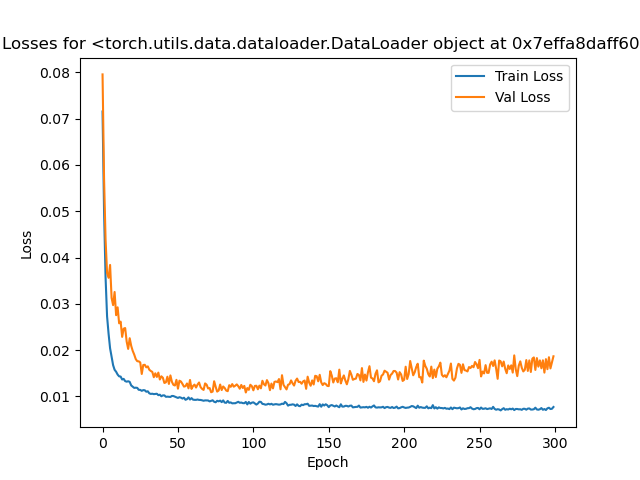 Losses for <torch.utils.data.dataloader.DataLoader object at 0x7effa8daff60
Train Loss
Val Loss
0.08
0.07
0.06
0.05
0.04
0.03
0.02
0.01
Loss
0 50 100 150 200 250 300
Epoch